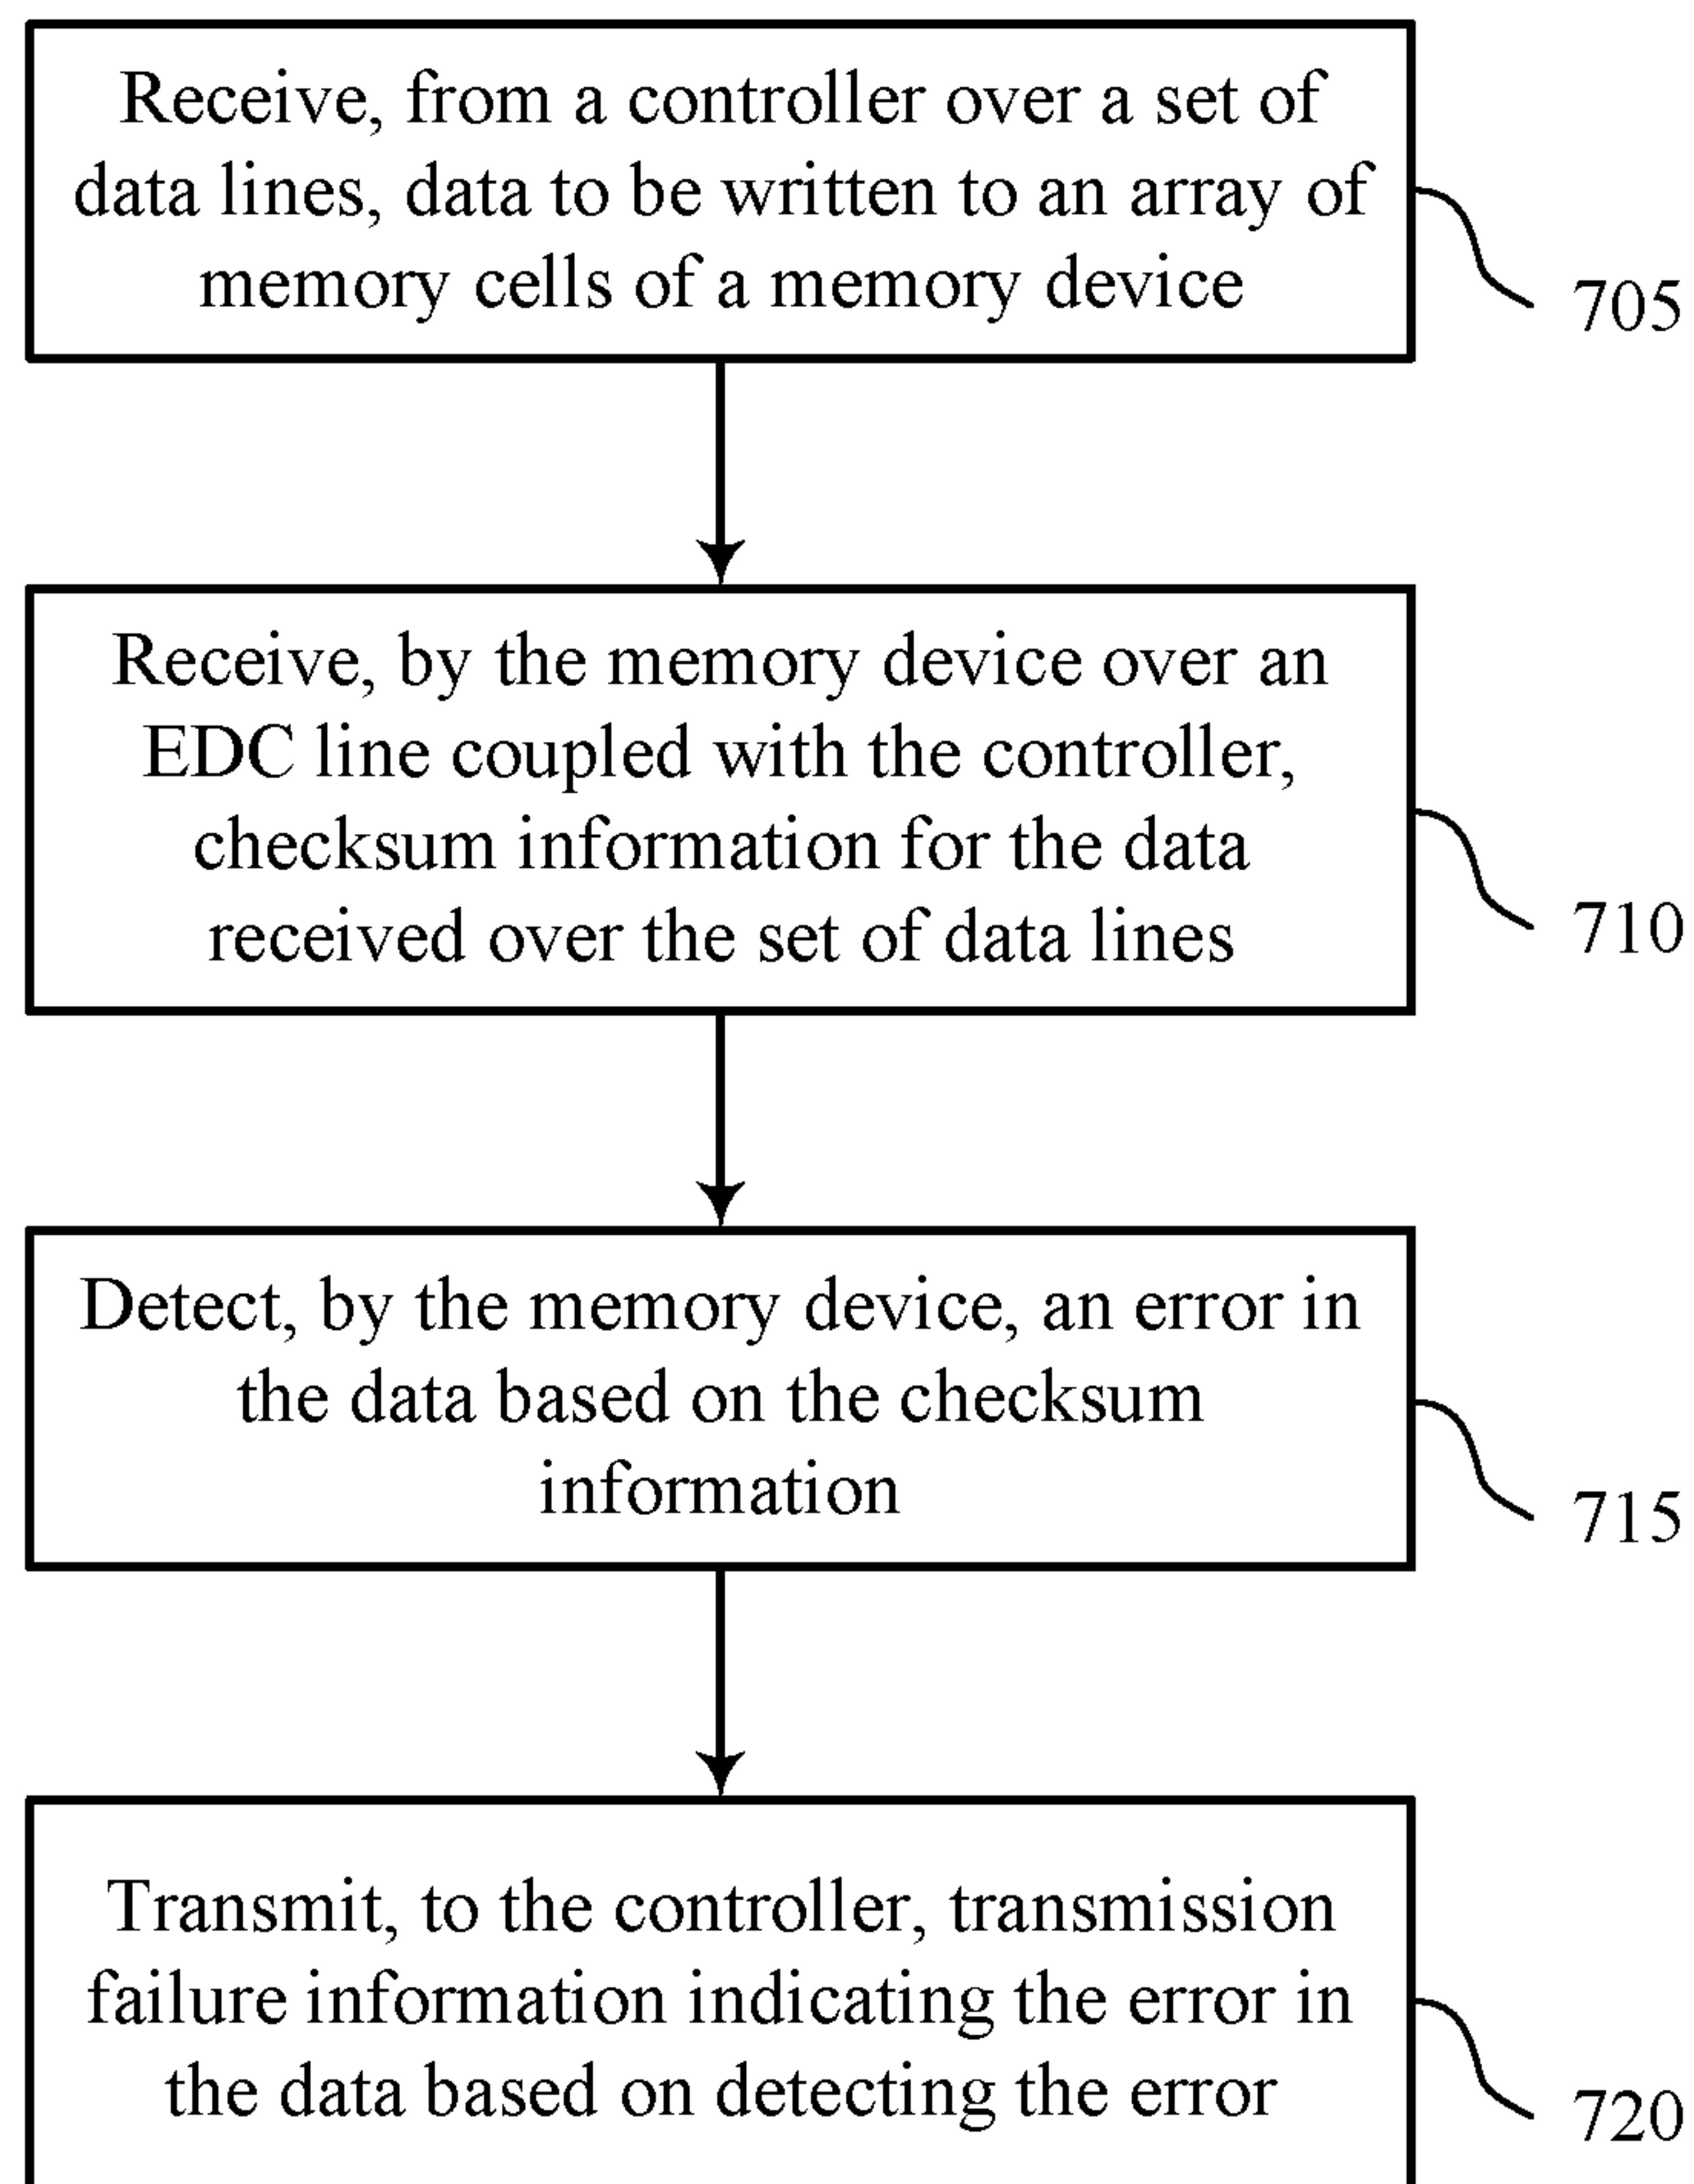 Receive, from a controller over a set of
data lines, data to be written to an array of
memory cells of a memory device
705
Receive, by the memory device over an
EDC line coupled with the controller,
checksum information for the data
received over the set of data lines
710
Detect, by the memory device, an error in
the data based on the checksum
information
715
Transmit, to the controller, transmission
failure information indicating the error in
the data based on detecting the error
720